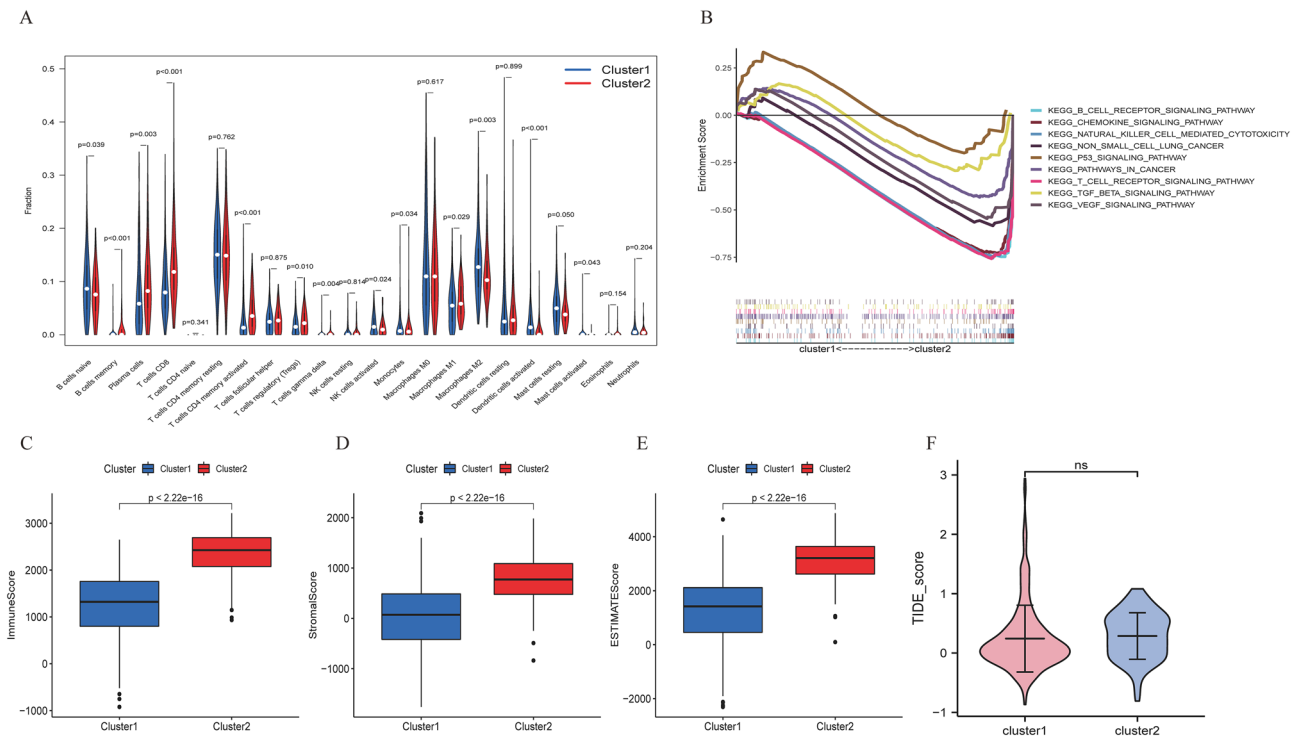 A
Cluster1
Cluster2
0.5
0.4
0.3
0.2
0.1
0.0
Fraction
p=0.039
p<0.001
p=0.003
p<0.001
p=0.341
p=0.762
p<0.001
p=0.875
p=0.010
p=0.004
p=0.814
p=0.024
p=0.034
p=0.617
p=0.029
p=0.003
p=0.899
p<0.001
p=0.050
p=0.043
p=0.154
p=0.204
B cells naive
B cells memory
Plasma cells
T cells CD8
T cells CD4 naive
T cells CD4 memory resting
T cells CD4 memory activated
T cells follicular helper
T cells regulatory (Tregs)
T cells gamma delta
NK cells resting
NK cells activated
Monocytes
Macrophages M0
Macrophages M1
Macrophages M2
Dendritic cells resting
Dendritic cells activated
Mast cells resting
Mast cells activated
Eosinophils
Neutrophils
B
0.25
0.00
−0.25
−0.50
−0.75
Enrichment Score
KEGG_B_CELL_RECEPTOR_SIGNALING_PATHWAY
KEGG_CHEMOKINE_SIGNALING_PATHWAY
KEGG_NATURAL_KILLER_CELL_MEDIATED_CYTOTOXICITY
KEGG_NON_SMALL_CELL_LUNG_CANCER
KEGG_P53_SIGNALING_PATHWAY
KEGG_PATHWAYS_IN_CANCER
KEGG_T_CELL_RECEPTOR_SIGNALING_PATHWAY
KEGG_TGF_BETA_SIGNALING_PATHWAY
KEGG_VEGF_SIGNALING_PATHWAY
cluster1<-------------->cluster2
C
Cluster Cluster1 Cluster2
p < 2.22e−16
3000
2000
1000
0
−1000
ImmuneScore
Cluster1 Cluster2
D
Cluster Cluster1 Cluster2
p < 2.22e−16
2000
1000
0
−1000
StromalScore
Cluster1 Cluster2
E
Cluster Cluster1 Cluster2
p < 2.22e−16
4000
2000
0
−2000
ESTIMATEScore
Cluster1 Cluster2
F
ns
3
2
1
0
−1
TIDE_score
cluster1 cluster2